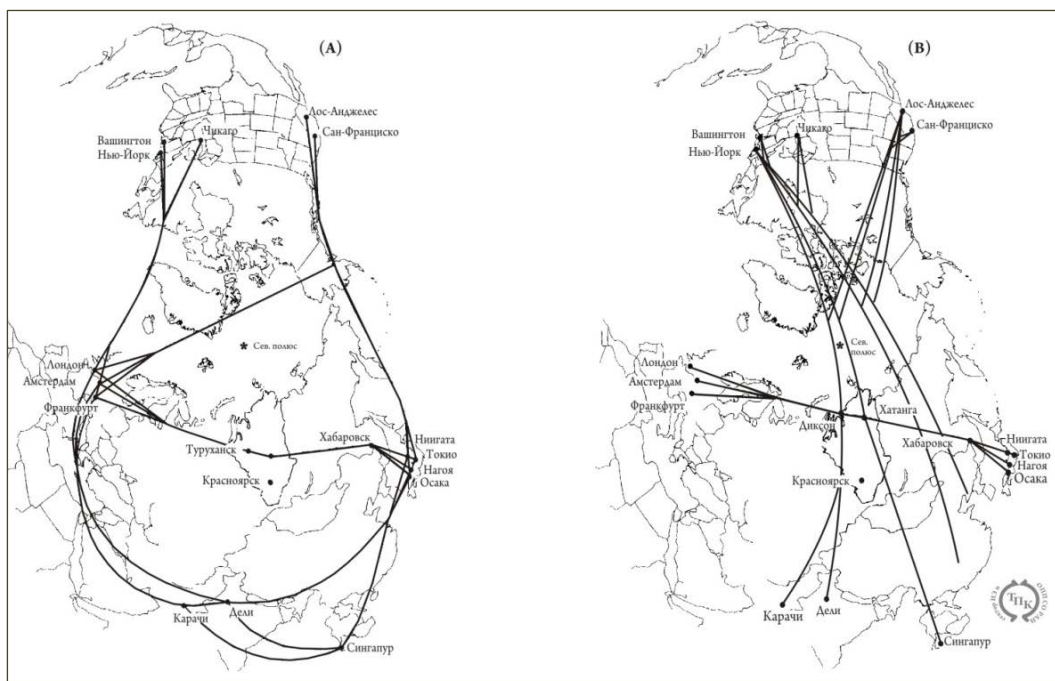 (A)
Лос-Анджелес
Сан-Франциско
Чикаго
Вашингтон
Нью-Йорк
Сев. полюс
Лондон
Амстердам
Франкфурт
Туруханск
Хабаровск
Ниигата
Токио
Нагоя
Осака
Красноярск
Карачи
Дели
Сингапур
(B)
Лос-Анджелес
Сан-Франциско
Вашингтон
Чикаго
Нью-Йорк
Сев.
полюс
Лондон
Амстердам
Франкфурт
Диксон
Хатанга
Хабаровск
Ниигата
Токио
Нагоя
Осака
Красноярск
Карачи
Дели
Сингапур
ТПК